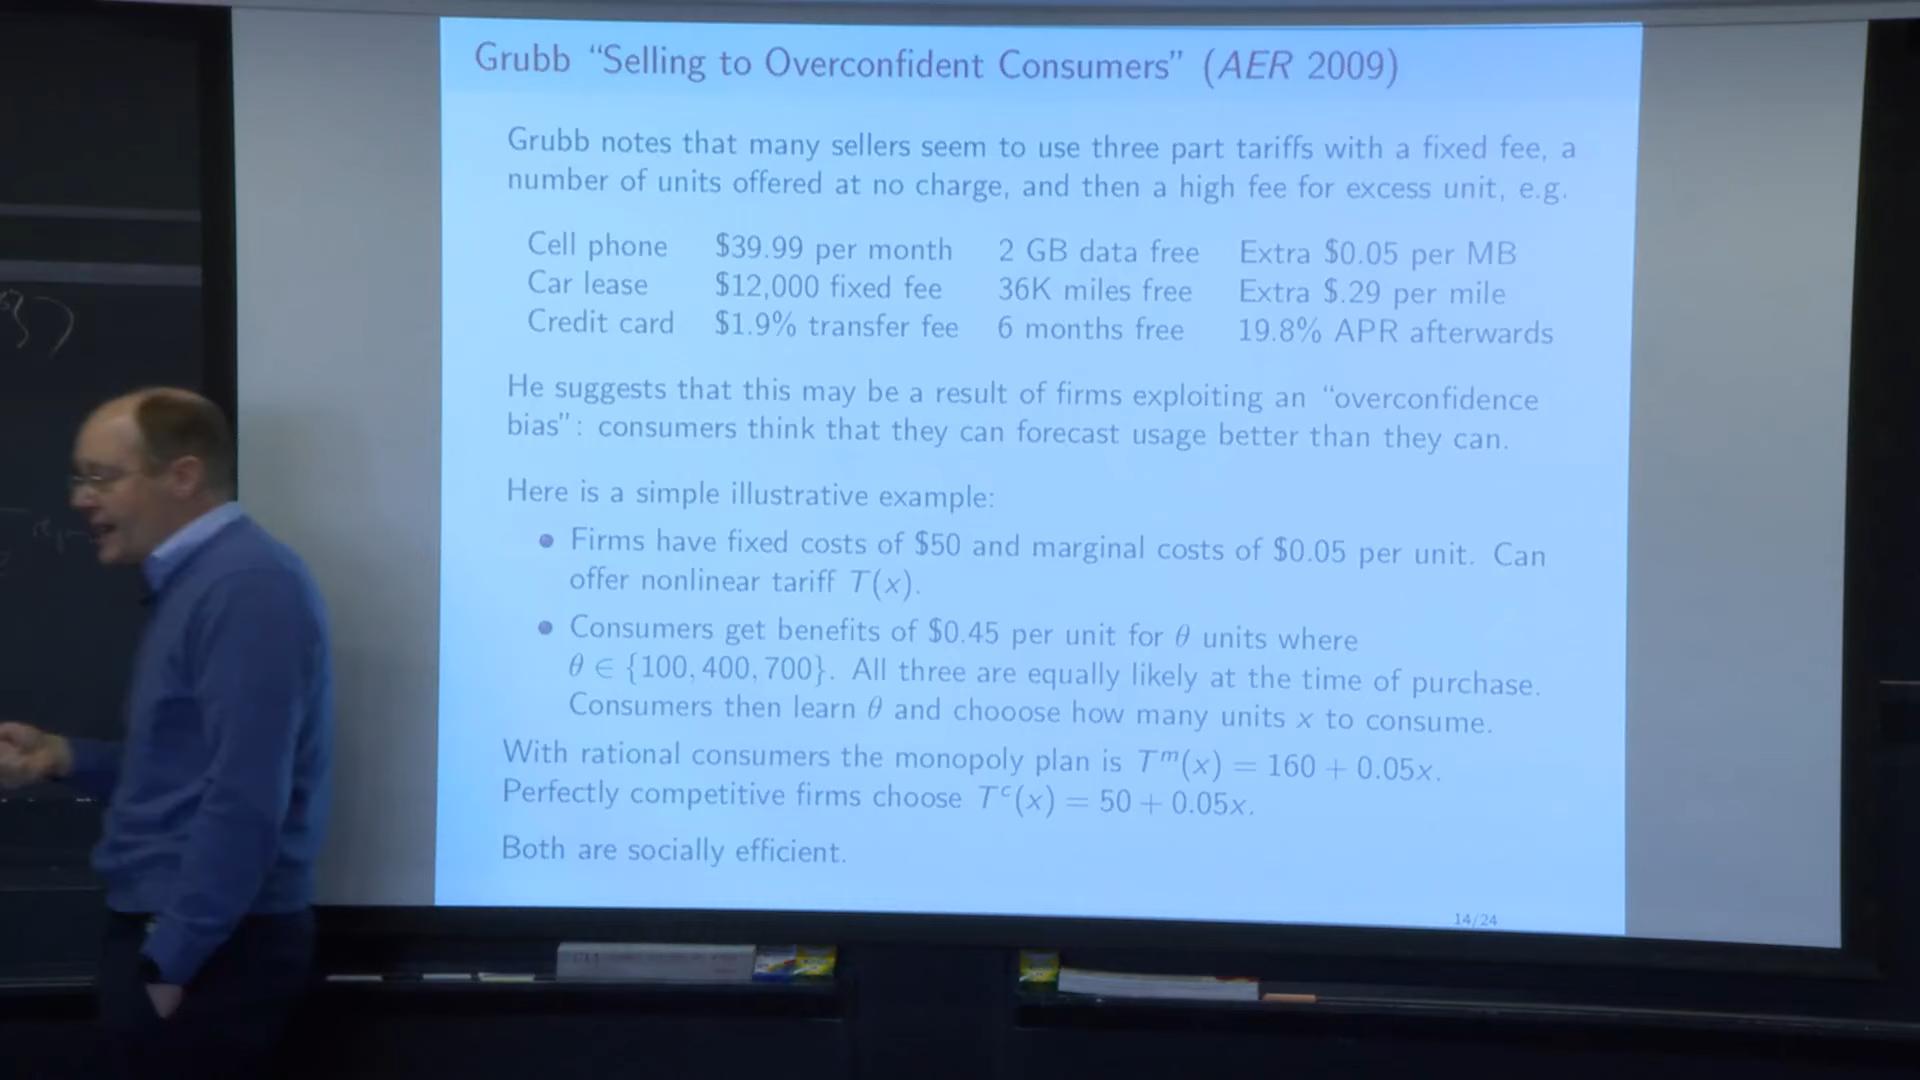 Grubb “Selling to Overconfident Consumers” (AER 2009)
Grubb notes that many sellers seem to use three part tariffs with a fixed fee, a
number of units offered at no charge, and then a high fee for excess unit, e.g.
Cell phone $39.99 per month 2 GB data free Extra $0.05 per MB
Car lease $12,000 fixed fee 36K miles free Extra $.29 per mile
Credit card $1.9% transfer fee 6 months free 19.8% APR afterwards
He suggests that this may be a result of firms exploiting an “overconfidence
bias”: consumers think that they can forecast usage better than they can.
Here is a simple illustrative example:
• Firms have fixed costs of $50 and marginal costs of $0.05 per unit. Can
offer nonlinear tariff T(x).
• Consumers get benefits of $0.45 per unit for θ units where
θ ∈ {100, 400, 700}. All three are equally likely at the time of purchase.
Consumers then learn θ and chooose how many units x to consume.
With rational consumers the monopoly plan is Tᵐ(x) = 160 + 0.05x.
Perfectly competitive firms choose Tᶜ(x) = 50 + 0.05x.
Both are socially efficient.
14/24